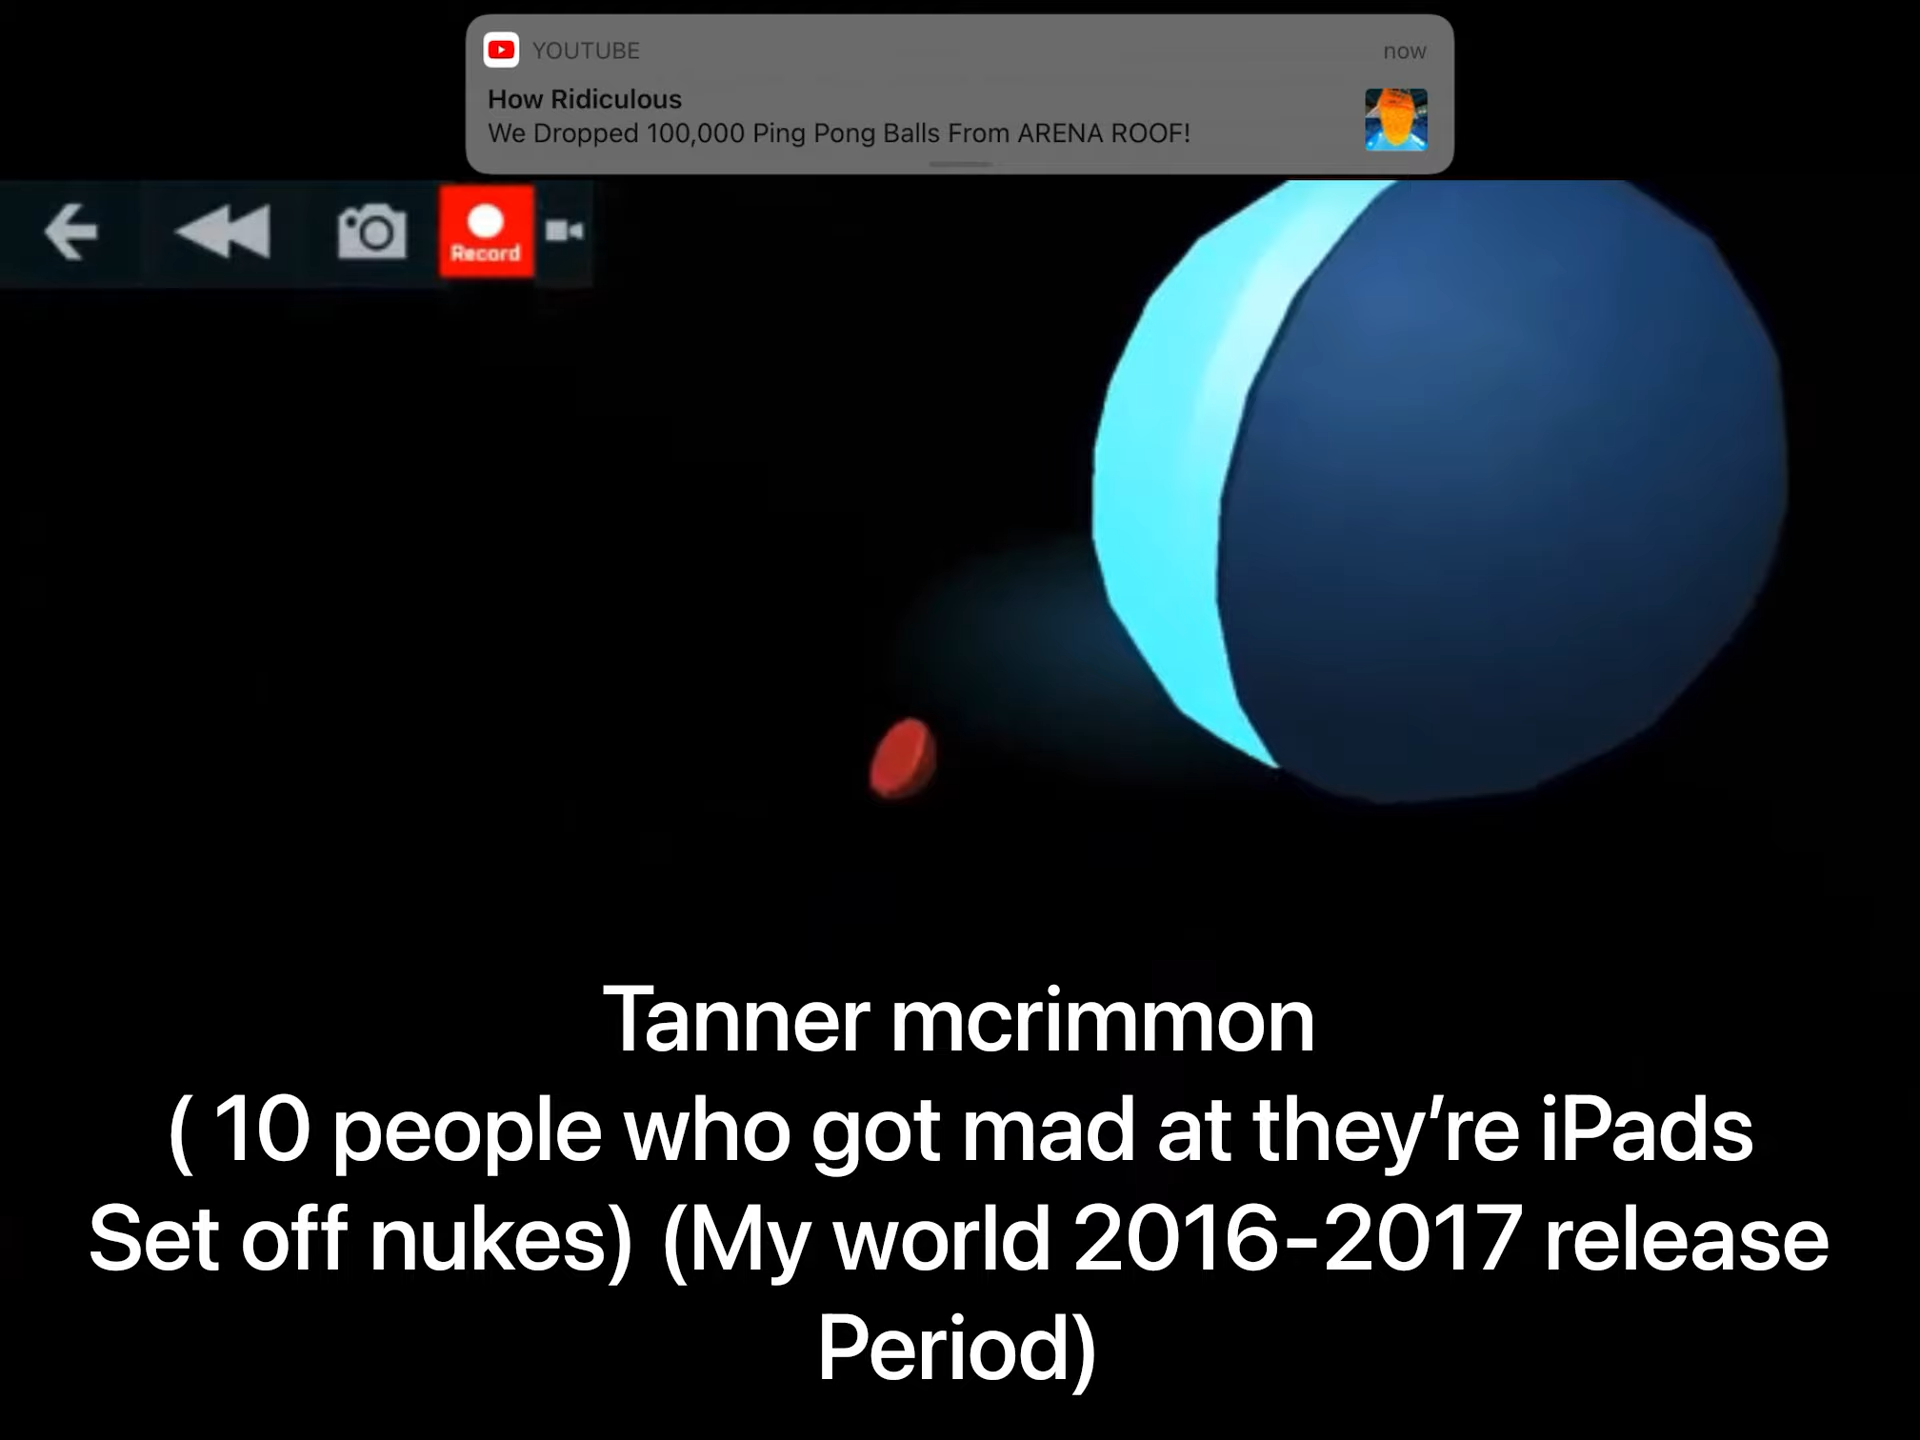 YOUTUBE
now
How Ridiculous
We Dropped 100,000 Ping Pong Balls From ARENA ROOF!
Record
Tanner mcrimmon
( 10 people who got mad at they’re iPads
Set off nukes) (My world 2016-2017 release
Period)